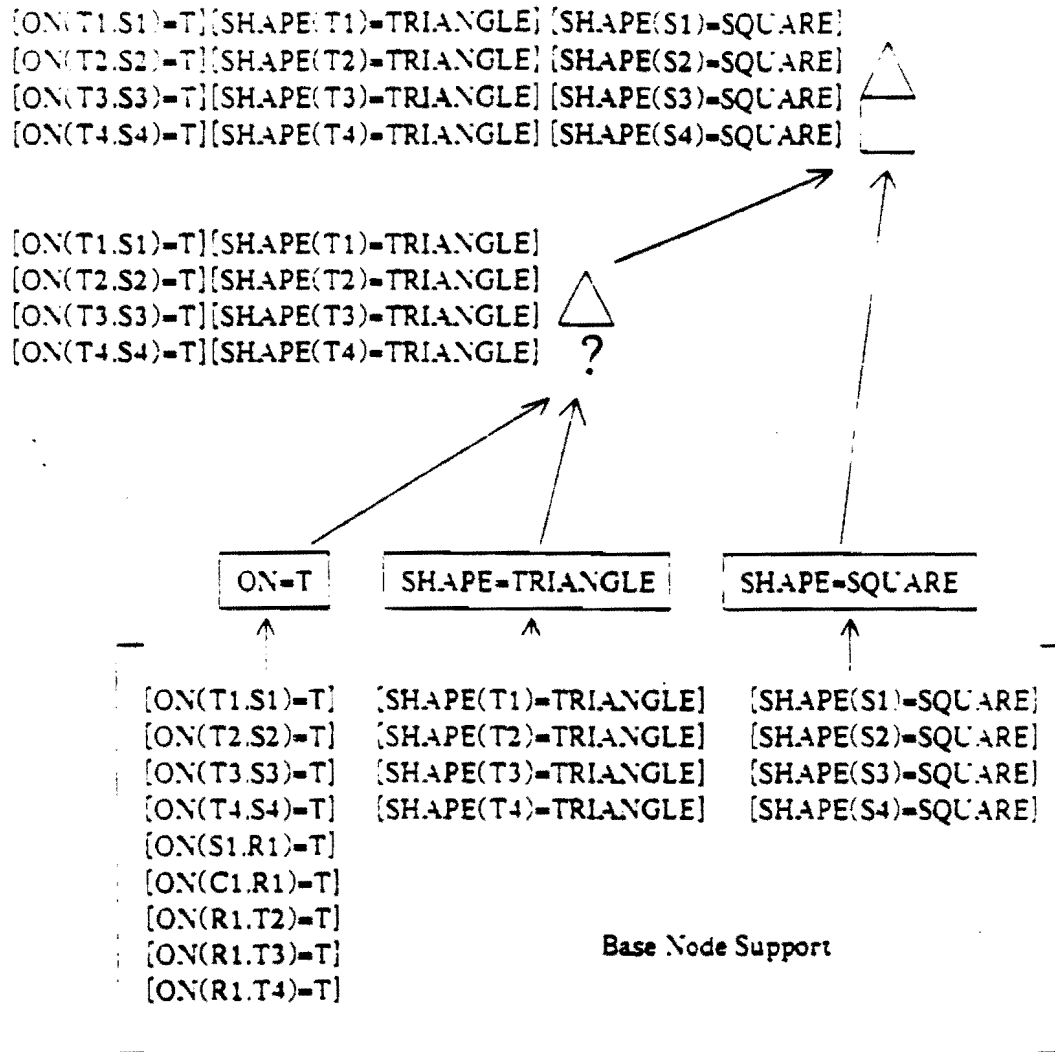 [ON(T1.S1)=T][SHAPE(T1)=TRIANGLE] [SHAPE(S1)=SQUARE]
[ON(T2.S2)=T][SHAPE(T2)=TRIANGLE] [SHAPE(S2)=SQUARE]
[ON(T3.S3)=T][SHAPE(T3)=TRIANGLE] [SHAPE(S3)=SQUARE]
[ON(T4.S4)=T][SHAPE(T4)=TRIANGLE] [SHAPE(S4)=SQUARE]
[ON(T1.S1)=T][SHAPE(T1)=TRIANGLE]
[ON(T2.S2)=T][SHAPE(T2)=TRIANGLE]
[ON(T3.S3)=T][SHAPE(T3)=TRIANGLE]
[ON(T4.S4)=T][SHAPE(T4)=TRIANGLE]
?
ON=T SHAPE=TRIANGLE SHAPE=SQUARE
[ON(T1.S1)=T] [SHAPE(T1)=TRIANGLE] [SHAPE(S1)=SQUARE]
[ON(T2.S2)=T] [SHAPE(T2)=TRIANGLE] [SHAPE(S2)=SQUARE]
[ON(T3.S3)=T] [SHAPE(T3)=TRIANGLE] [SHAPE(S3)=SQUARE]
[ON(T4.S4)=T] [SHAPE(T4)=TRIANGLE] [SHAPE(S4)=SQUARE]
[ON(S1.R1)=T]
[ON(C1.R1)=T]
[ON(R1.T2)=T]
[ON(R1.T3)=T] Base Node Support
[ON(R1.T4)=T]